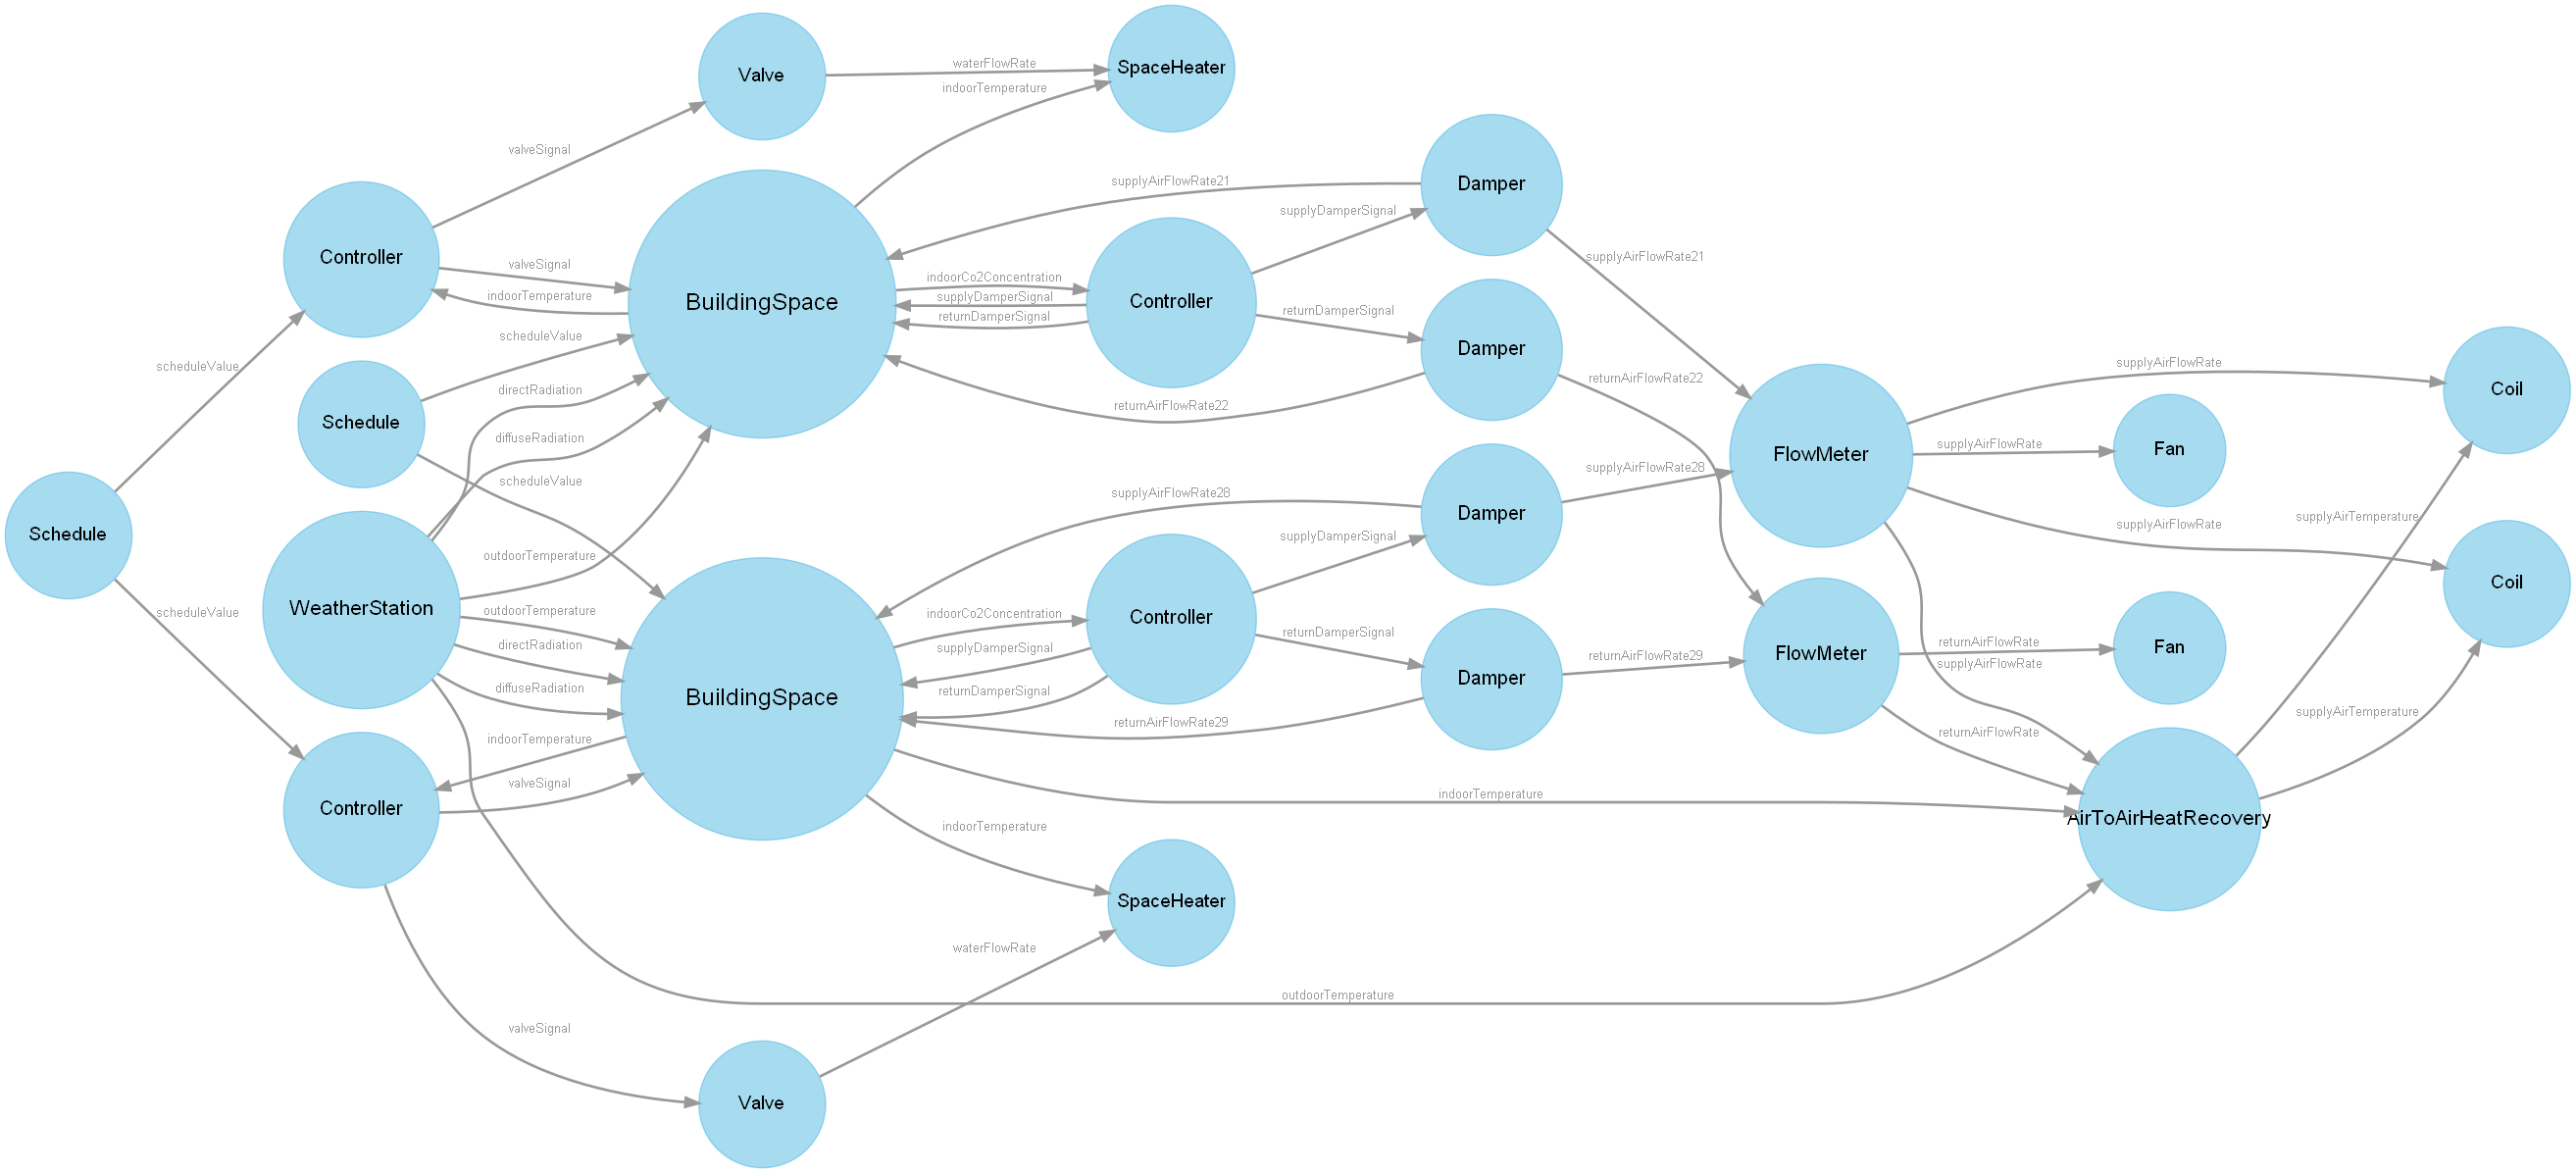 Valve
waterFlowRate
SpaceHeater
indoorTemperature
valveSignal
Damper
supplyAirFlowRate21
supplyDamperSignal
Controller
valveSignal
indoorTemperature
BuildingSpace
indoorCo2Concentration
supplyDamperSignal
returnDamperSignal
Controller
supplyAirFlowRate21
returnDamperSignal
Damper
scheduleValue
scheduleValue
directRadiation
returnAirFlowRate22
returnAirFlowRate22
supplyAirFlowRate
Coil
Schedule
diffuseRadiation
scheduleValue
FlowMeter
supplyAirFlowRate
Fan
supplyAirFlowRate28
supplyAirFlowRate28
Damper
supplyAirFlowRate
supplyAirTemperature
Schedule
outdoorTemperature
supplyDamperSignal
Coil
WeatherStation
outdoorTemperature
scheduleValue
directRadiation
diffuseRadiation
indoorCo2Concentration
supplyDamperSignal
returnDamperSignal
Controller
returnDamperSignal
returnAirFlowRate29
Damper
FlowMeter
returnAirFlowRate
supplyAirFlowRate
Fan
BuildingSpace
returnAirFlowRate29
returnAirFlowRate
supplyAirTemperature
indoorTemperature
valveSignal
Controller
indoorTemperature
indoorTemperature
AirToAirHeatRecovery
SpaceHeater
waterFlowRate
outdoorTemperature
valveSignal
Valve